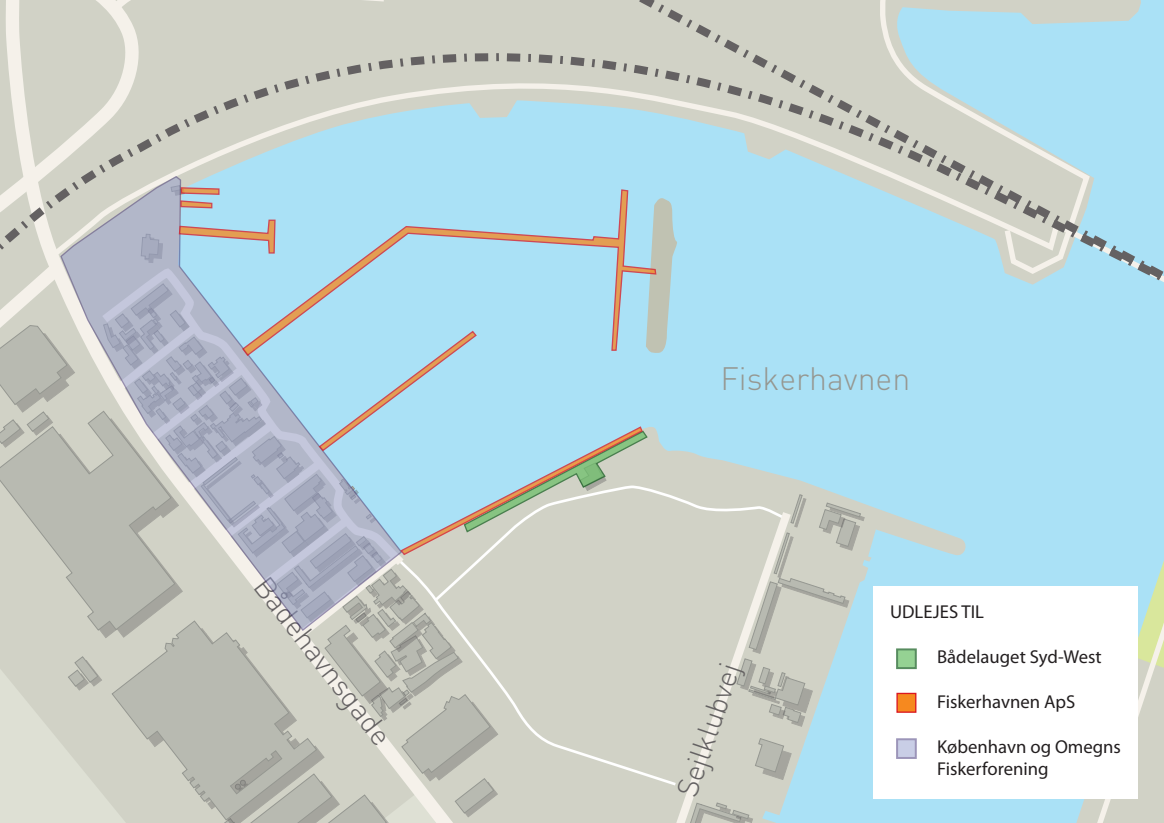 Fiskerhavnen
Bådehavnsgade
Sejlklubvej
UDLEJES TIL
Bådelauget Syd-West
Fiskerhavnen ApS
København og Omegns
Fiskerforening